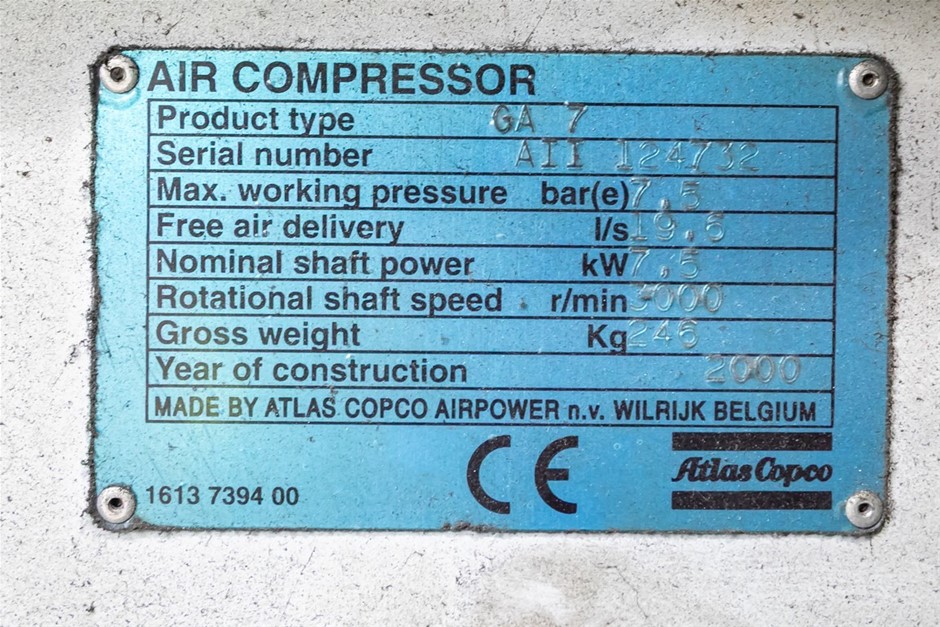 AIR COMPRESSOR
Product type GA 7
Serial number AII 124732
Max. working pressure bar(e) 7,5
Free air delivery l/s
Nominal shaft power kW 7,5
Rotational shaft speed r/min 3000
Gross weight Kg 246
Year of construction 2000
MADE BY ATLAS COPCO AIRPOWER n.v. WILRIJK BELGIUM
CE
Atlas Copco
1613 7394 00